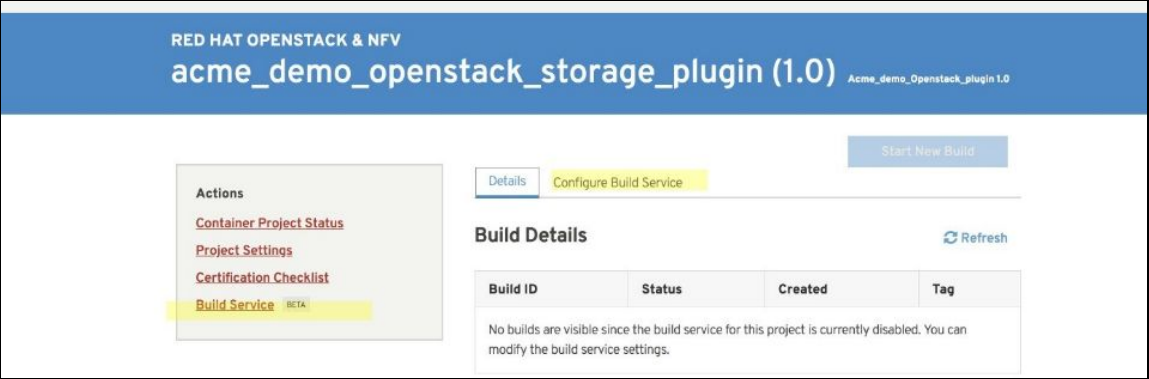 RED HAT OPENSTACK & NFV
acme_demo_openstack_storage_plugin (1.0) Acme_demo_Openstack_plugin 1.0
Start New Build
Actions
Container Project Status
Project Settings
Certification Checklist
Build Service BETA
Details Configure Build Service
Build Details
Refresh
Build ID Status Created Tag
No builds are visible since the build service for this project is currently disabled. You can
modify the build service settings.